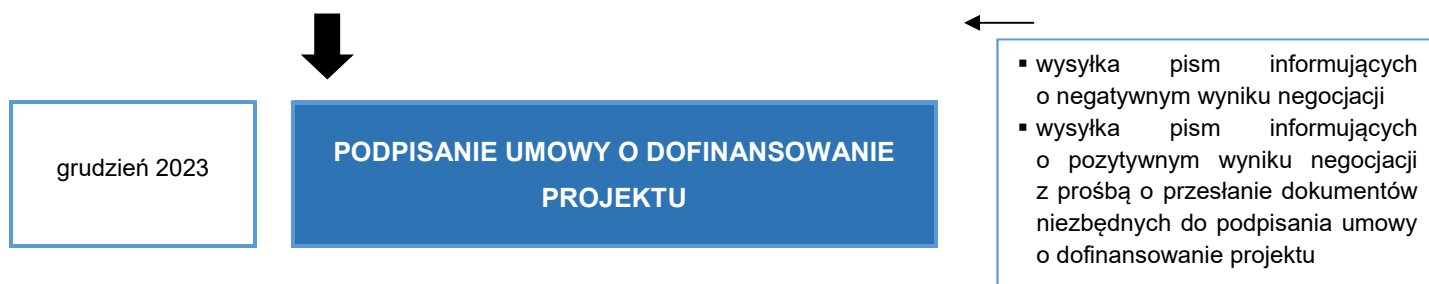 grudzień 2023
PODPISANIE UMOWY O DOFINANSOWANIE
PROJEKTU
▪ wysyłka pism informujących
o negatywnym wyniku negocjacji
▪ wysyłka pism informujących
o pozytywnym wyniku negocjacji
z prośbą o przesłanie dokumentów
niezbędnych do podpisania umowy
o dofinansowanie projektu